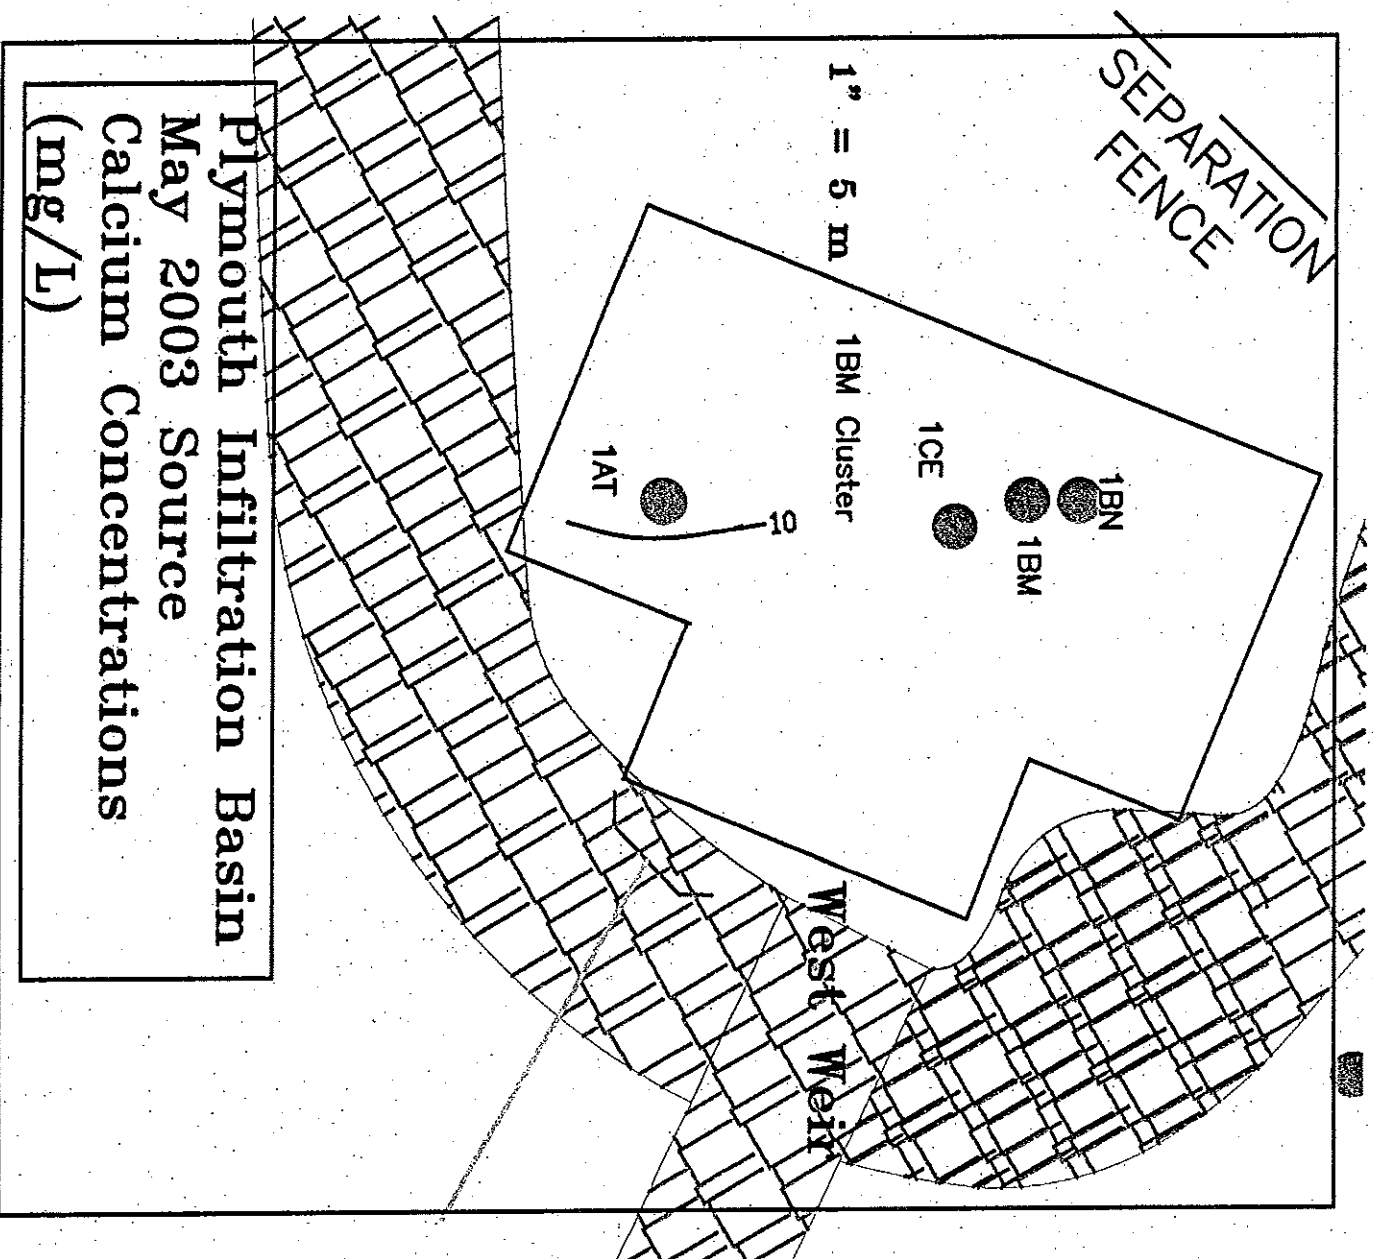 SEPARATION
FENCE
1" = 5 m
1BN
1BM
1CE
1BM Cluster
10
1AT
West Weir
Plymouth Infiltration Basin
May 2003 Source
Calcium Concentrations
(mg/L)